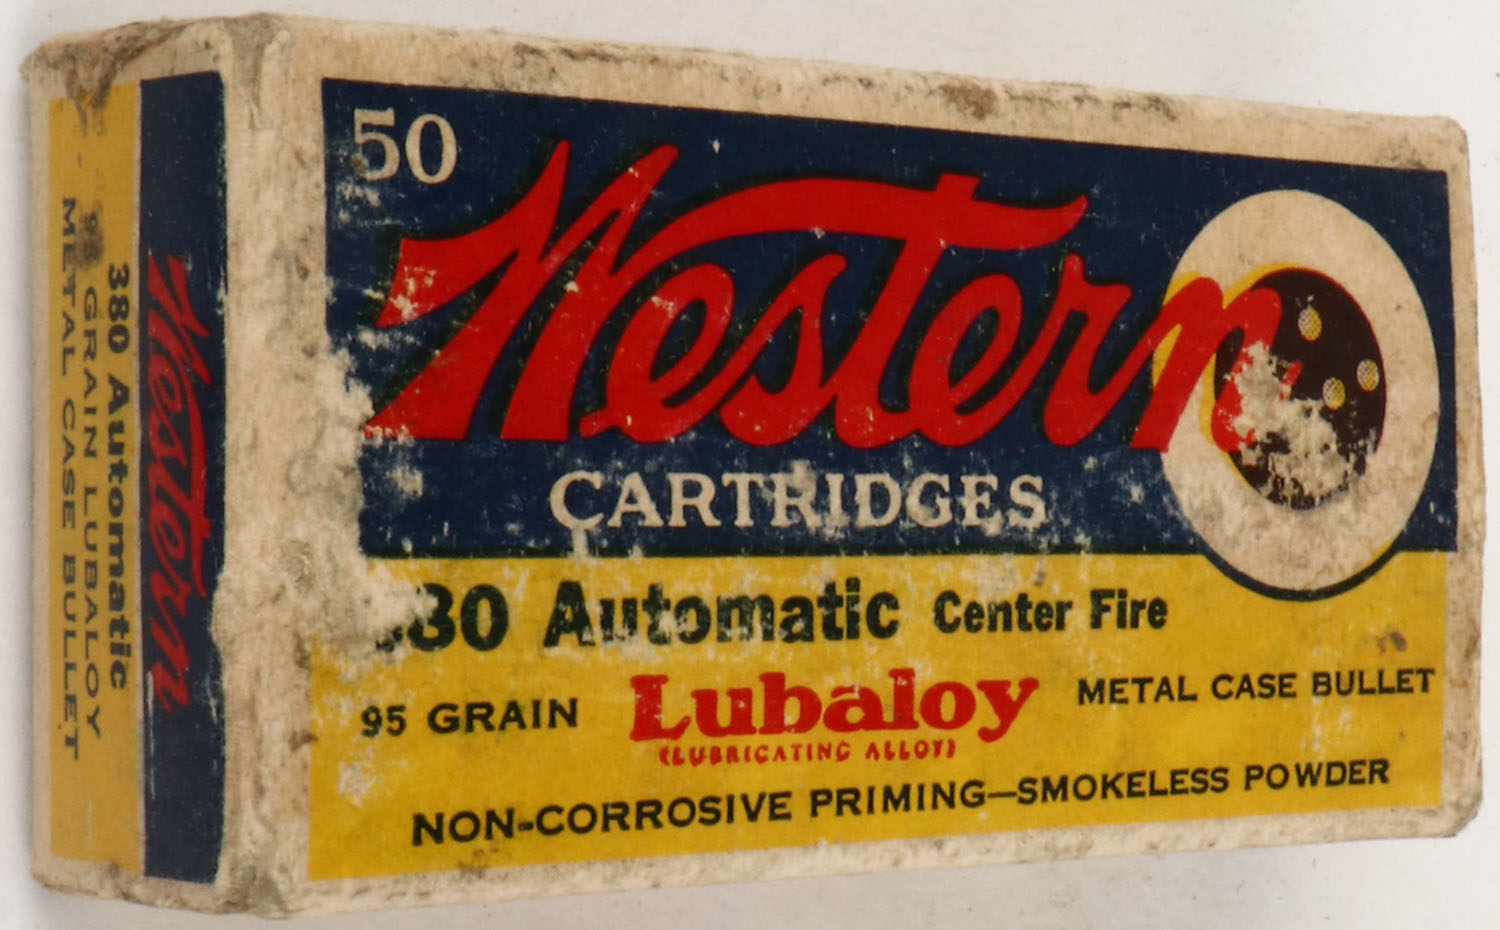 50
Western
CARTRIDGES
380 Automatic Center Fire
95 GRAIN Lubaloy METAL CASE BULLET
(LUBRICATING ALLOY)
NON-CORROSIVE PRIMING—SMOKELESS POWDER
Western
380 Automatic
GRAIN LUBALOY
METAL CASE BULLET